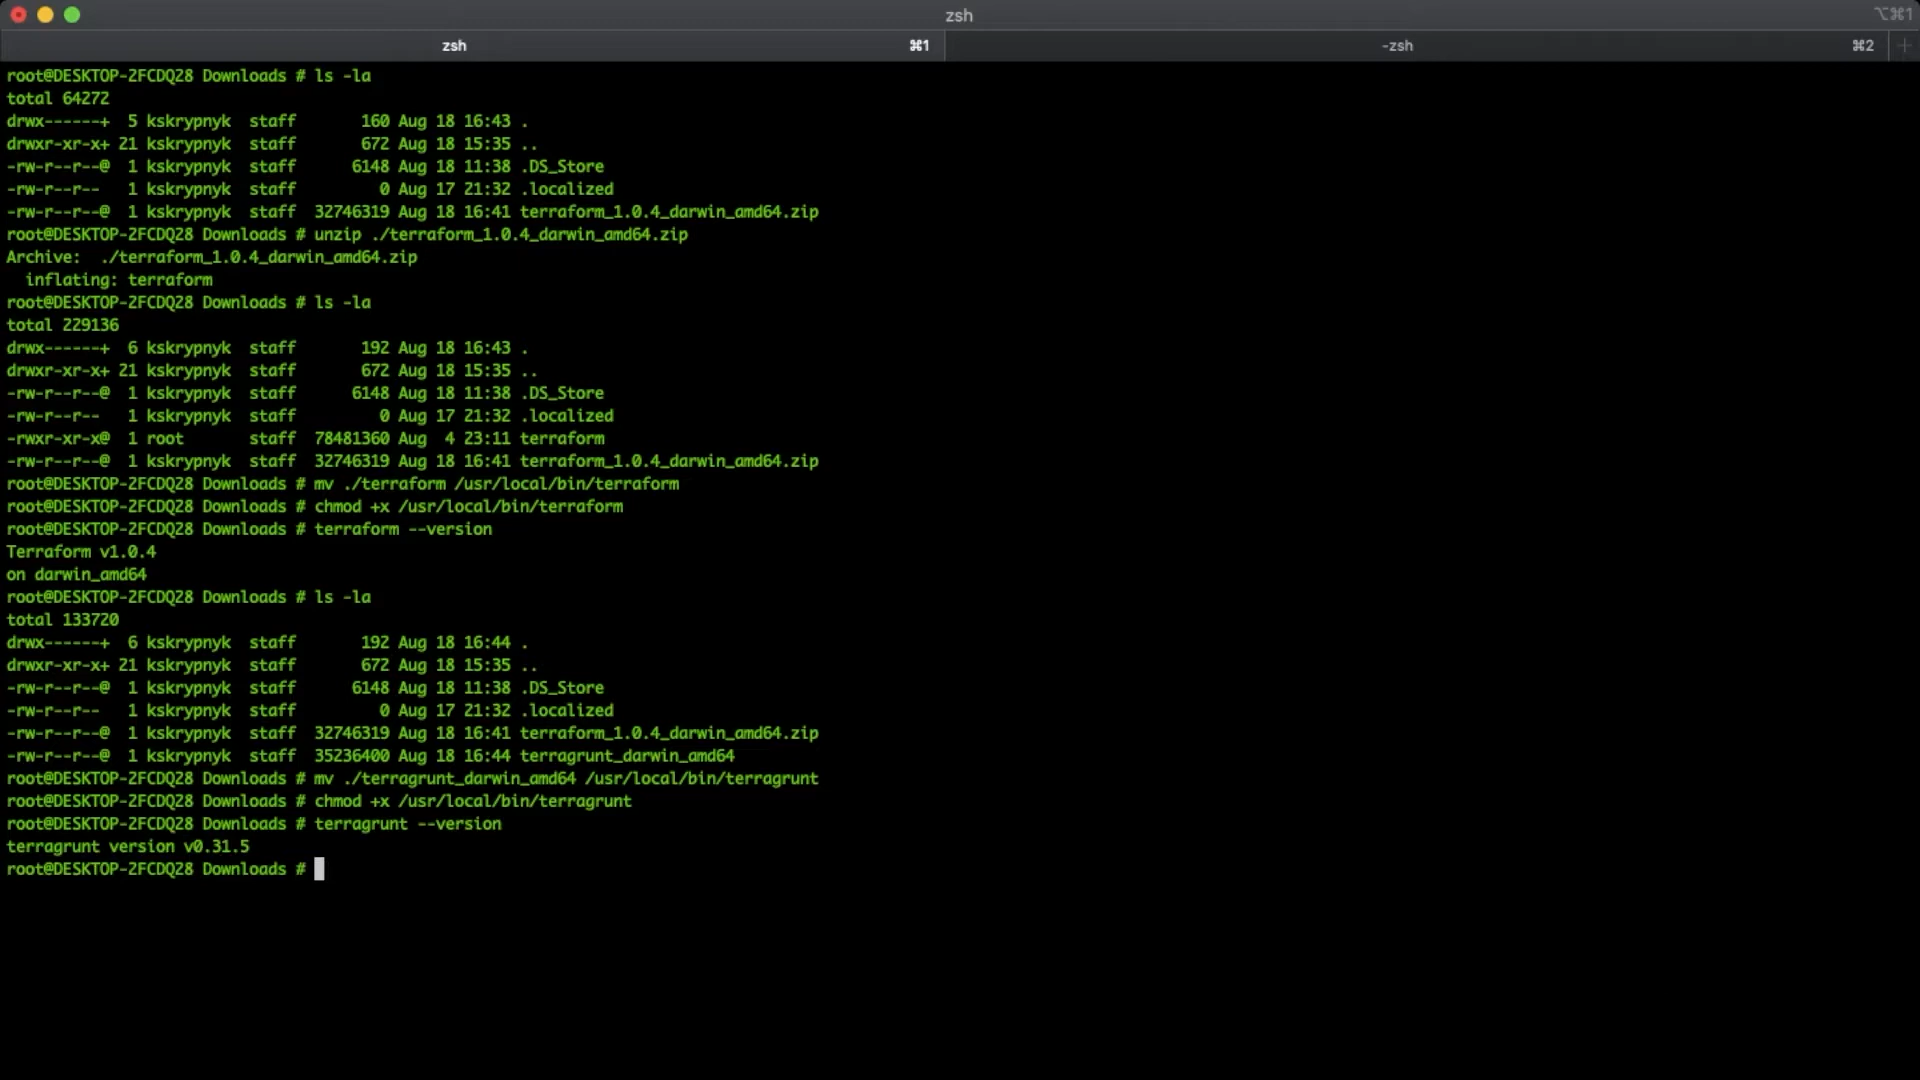 zsh
⌥⌘1
zsh ⌘1 -zsh ⌘2 +
root@DESKTOP-2FCDQ28 Downloads # ls -la
total 64272
drwx------+  5 kskrypnyk  staff       160 Aug 18 16:43 .
drwxr-xr-x+ 21 kskrypnyk  staff       672 Aug 18 15:35 ..
-rw-r--r--@  1 kskrypnyk  staff      6148 Aug 18 11:38 .DS_Store
-rw-r--r--   1 kskrypnyk  staff         0 Aug 17 21:32 .localized
-rw-r--r--@  1 kskrypnyk  staff  32746319 Aug 18 16:41 terraform_1.0.4_darwin_amd64.zip
root@DESKTOP-2FCDQ28 Downloads # unzip ./terraform_1.0.4_darwin_amd64.zip
Archive:  ./terraform_1.0.4_darwin_amd64.zip
  inflating: terraform
root@DESKTOP-2FCDQ28 Downloads # ls -la
total 229136
drwx------+  6 kskrypnyk  staff       192 Aug 18 16:43 .
drwxr-xr-x+ 21 kskrypnyk  staff       672 Aug 18 15:35 ..
-rw-r--r--@  1 kskrypnyk  staff      6148 Aug 18 11:38 .DS_Store
-rw-r--r--   1 kskrypnyk  staff         0 Aug 17 21:32 .localized
-rwxr-xr-x@  1 root       staff  78481360 Aug  4 23:11 terraform
-rw-r--r--@  1 kskrypnyk  staff  32746319 Aug 18 16:41 terraform_1.0.4_darwin_amd64.zip
root@DESKTOP-2FCDQ28 Downloads # mv ./terraform /usr/local/bin/terraform
root@DESKTOP-2FCDQ28 Downloads # chmod +x /usr/local/bin/terraform
root@DESKTOP-2FCDQ28 Downloads # terraform --version
Terraform v1.0.4
on darwin_amd64
root@DESKTOP-2FCDQ28 Downloads # ls -la
total 133720
drwx------+  6 kskrypnyk  staff       192 Aug 18 16:44 .
drwxr-xr-x+ 21 kskrypnyk  staff       672 Aug 18 15:35 ..
-rw-r--r--@  1 kskrypnyk  staff      6148 Aug 18 11:38 .DS_Store
-rw-r--r--   1 kskrypnyk  staff         0 Aug 17 21:32 .localized
-rw-r--r--@  1 kskrypnyk  staff  32746319 Aug 18 16:41 terraform_1.0.4_darwin_amd64.zip
-rw-r--r--@  1 kskrypnyk  staff  35236400 Aug 18 16:44 terragrunt_darwin_amd64
root@DESKTOP-2FCDQ28 Downloads # mv ./terragrunt_darwin_amd64 /usr/local/bin/terragrunt
root@DESKTOP-2FCDQ28 Downloads # chmod +x /usr/local/bin/terragrunt
root@DESKTOP-2FCDQ28 Downloads # terragrunt --version
terragrunt version v0.31.5
root@DESKTOP-2FCDQ28 Downloads #